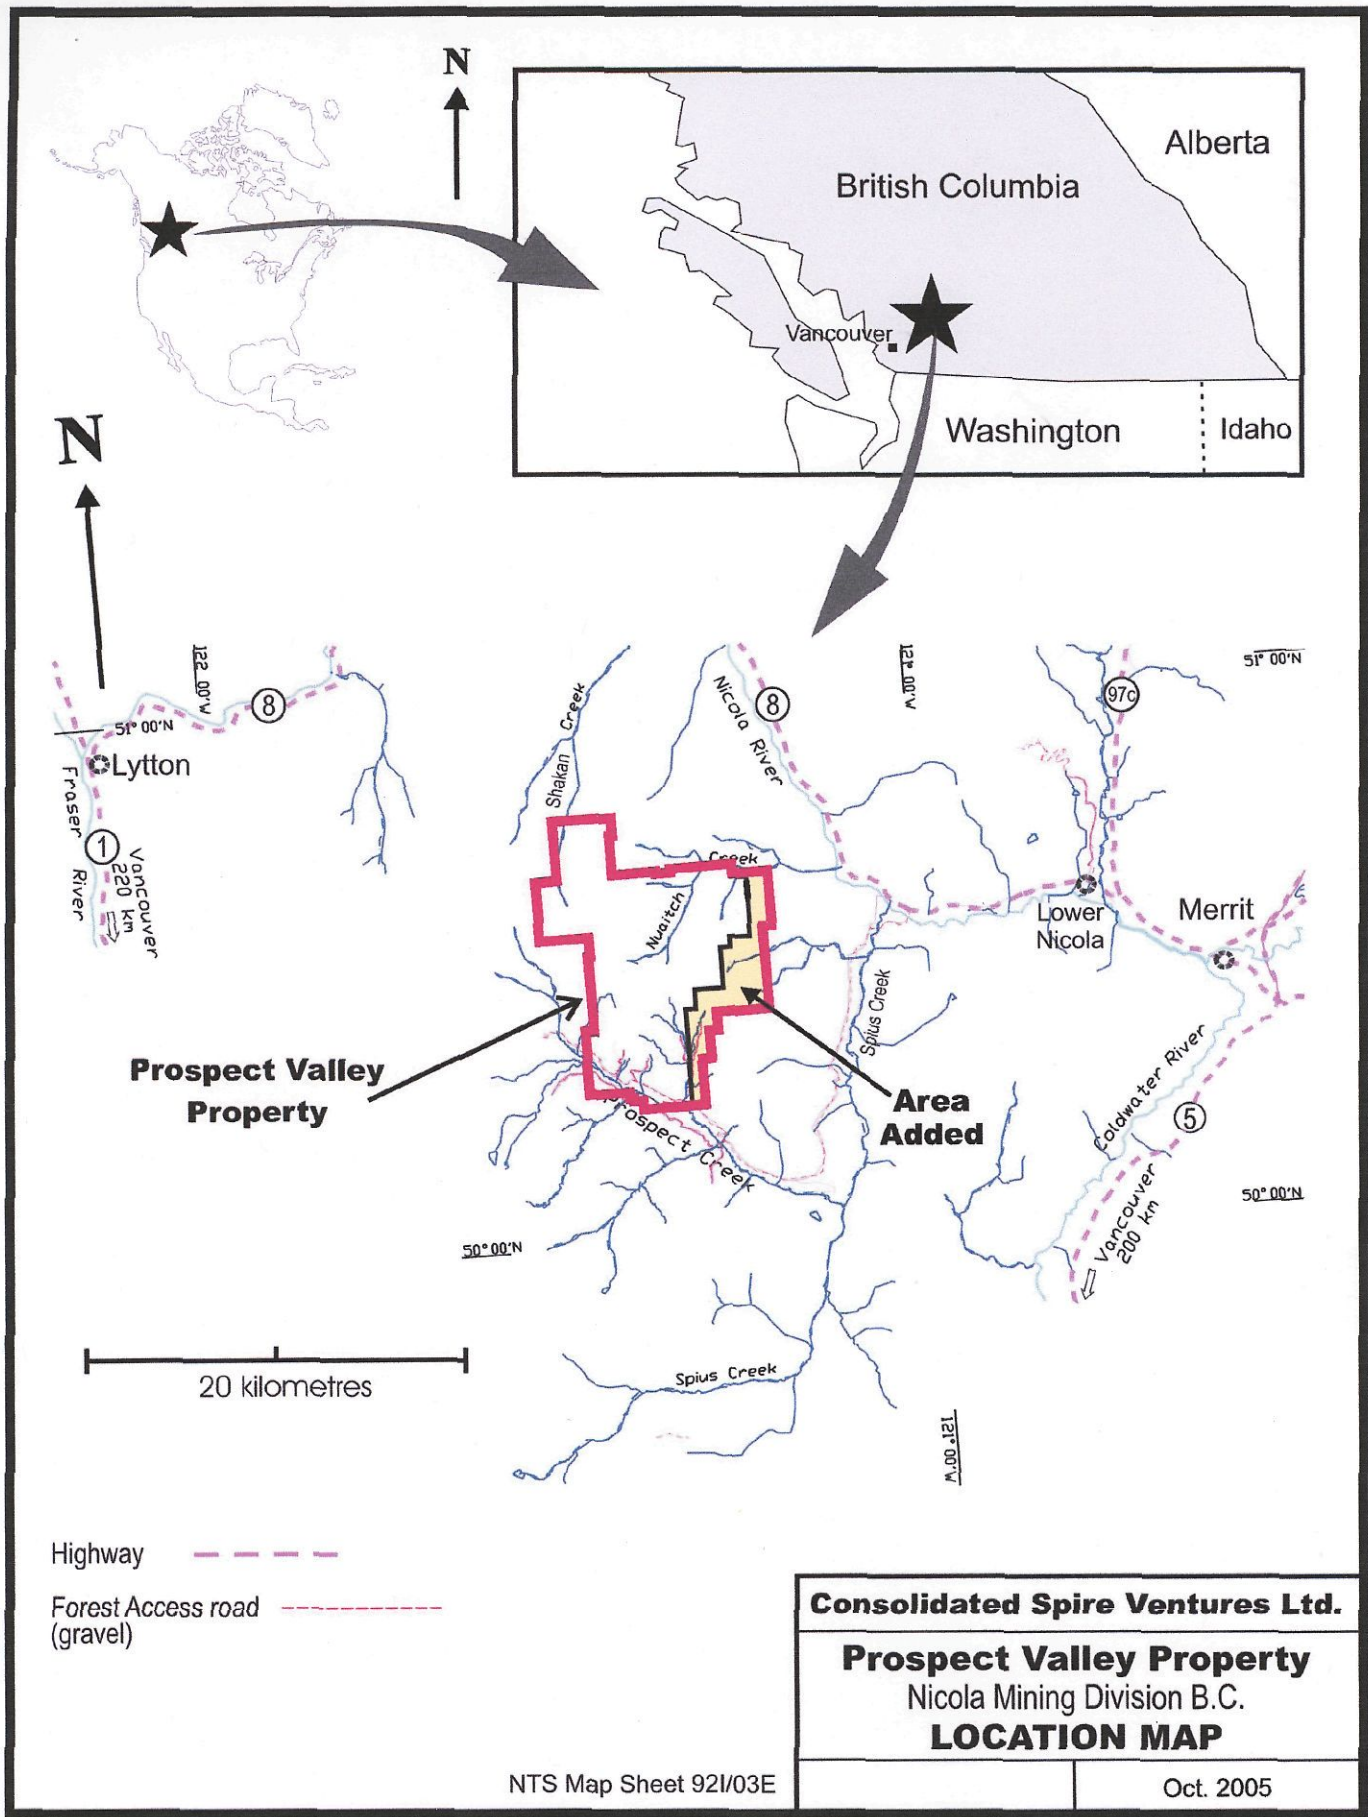 N
Alberta
British Columbia
Vancouver
Washington
Idaho
N
122 00'W
8
51° 00'N
Lytton
Fraser
River
1
Vancouver
220
km
Shakan
Creek
Nicola River
8
121° 00'W
97c
51° 00'N
Creek
Nuaitch
Lower
Nicola
Merrit
Spius Creek
Prospect Valley
Property
Area
Added
Prospect Creek
Coldwater River
5
Vancouver
200 km
50° 00'N
50° 00'N
20 kilometres
Spius Creek
121° 00'W
Highway
Forest Access road
(gravel)
Consolidated Spire Ventures Ltd.
Prospect Valley Property
Nicola Mining Division B.C.
LOCATION MAP
NTS Map Sheet 92I/03E
Oct. 2005